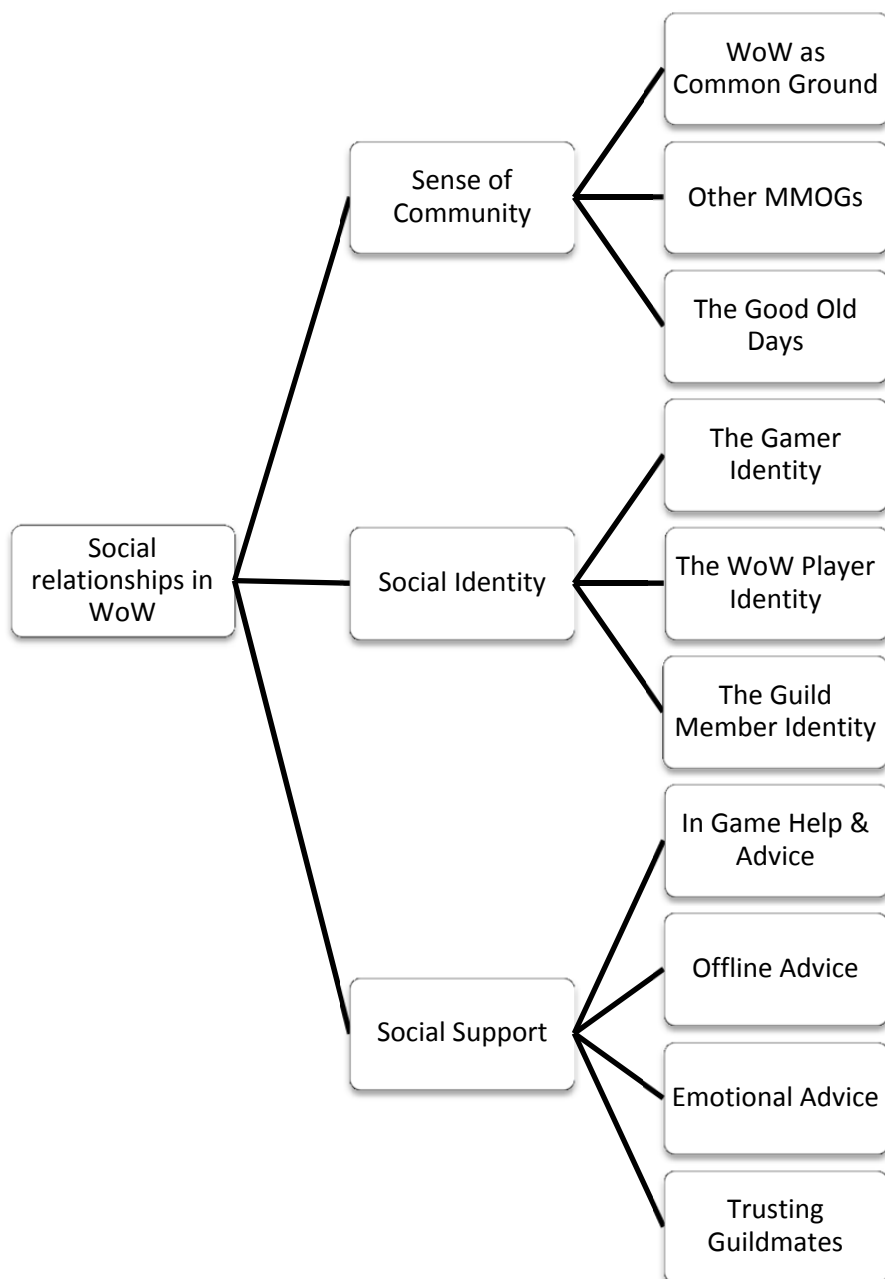 Social
relationships in
WoW
Sense of
Community
WoW as
Common Ground
Other MMOGs
The Good Old
Days
Social Identity
The Gamer
Identity
The WoW Player
Identity
The Guild
Member Identity
Social Support
In Game Help &
Advice
Offline Advice
Emotional Advice
Trusting
Guildmates